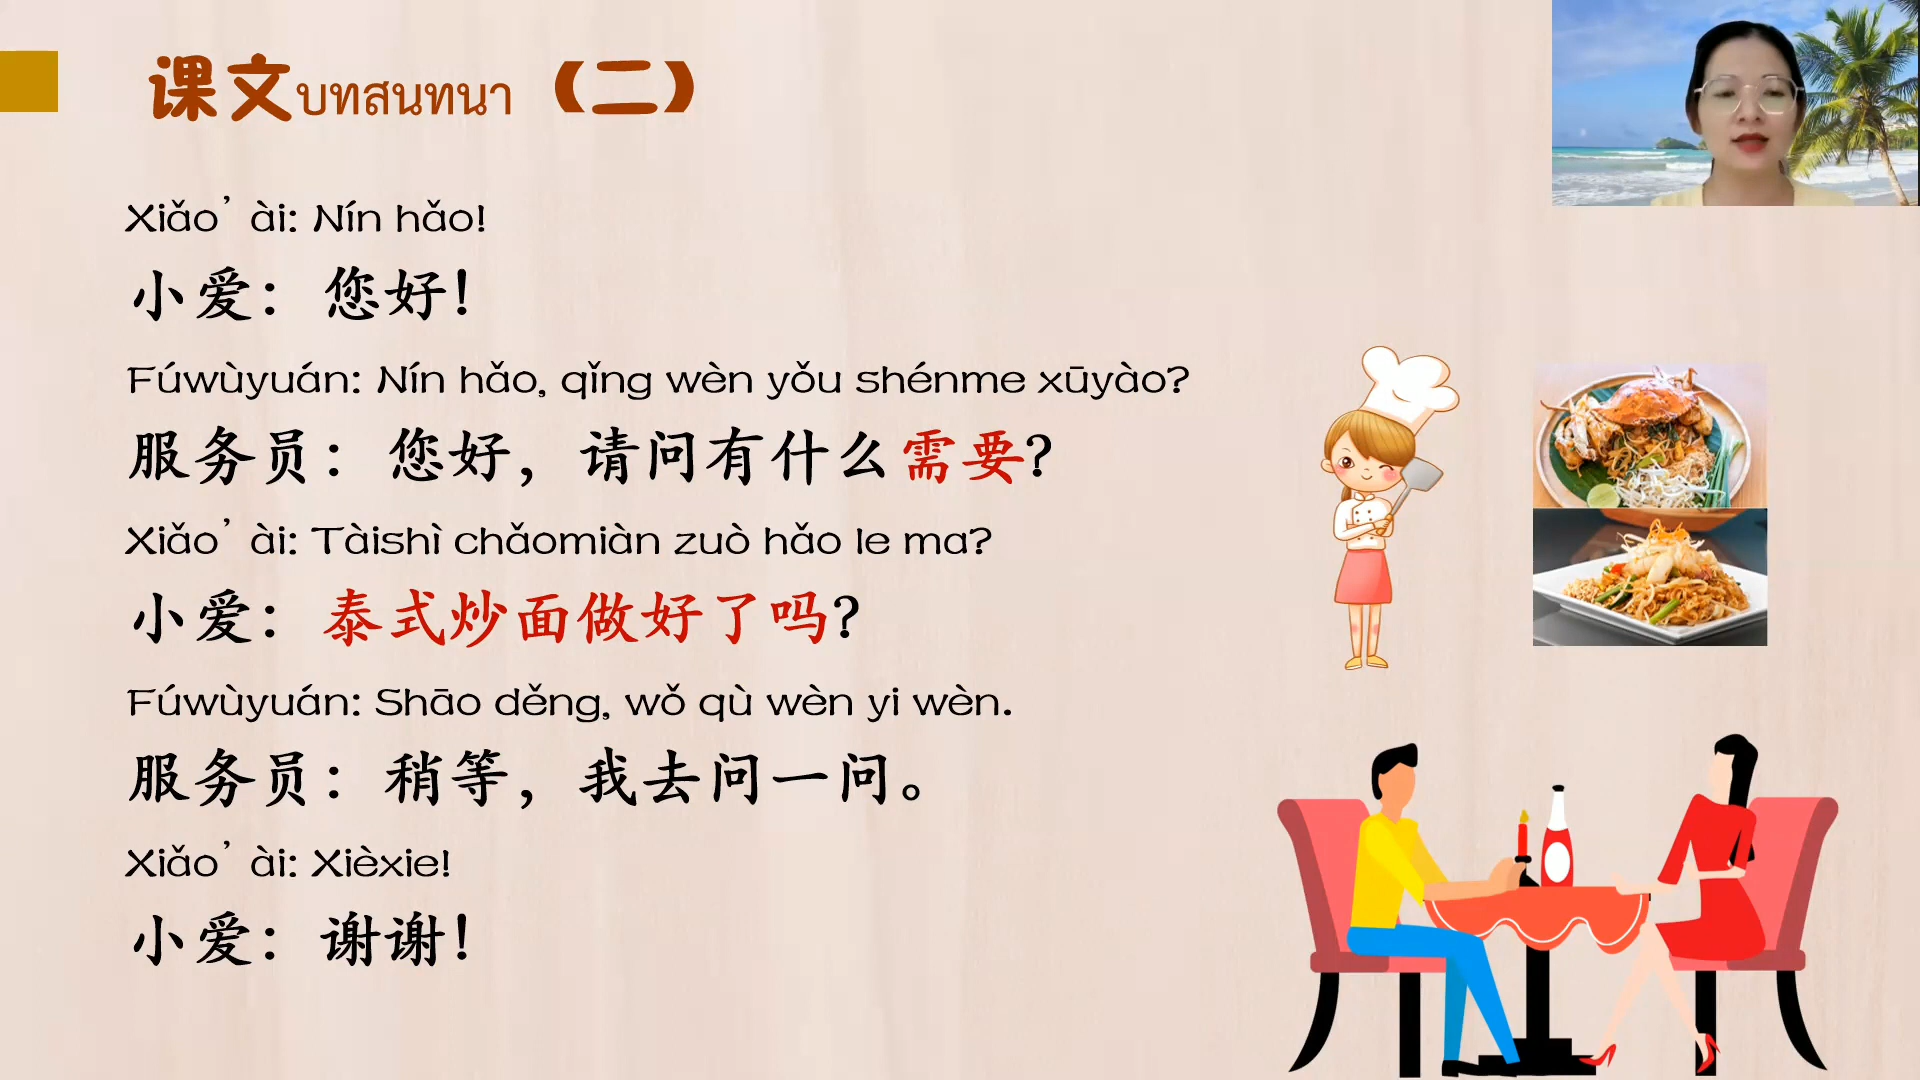 课文บทสนทนา（二）
Xiǎo’ ài: Nín hǎo!
小爱：您好！
Fúwùyuán: Nín hǎo, qǐng wèn yǒu shénme xūyào?
服务员：您好，请问有什么需要？
Xiǎo’ ài: Tàishì chǎomiàn zuò hǎo le ma?
小爱：泰式炒面做好了吗？
Fúwùyuán: Shāo děng, wǒ qù wèn yi wèn.
服务员：稍等，我去问一问。
Xiǎo’ ài: Xièxie!
小爱：谢谢！